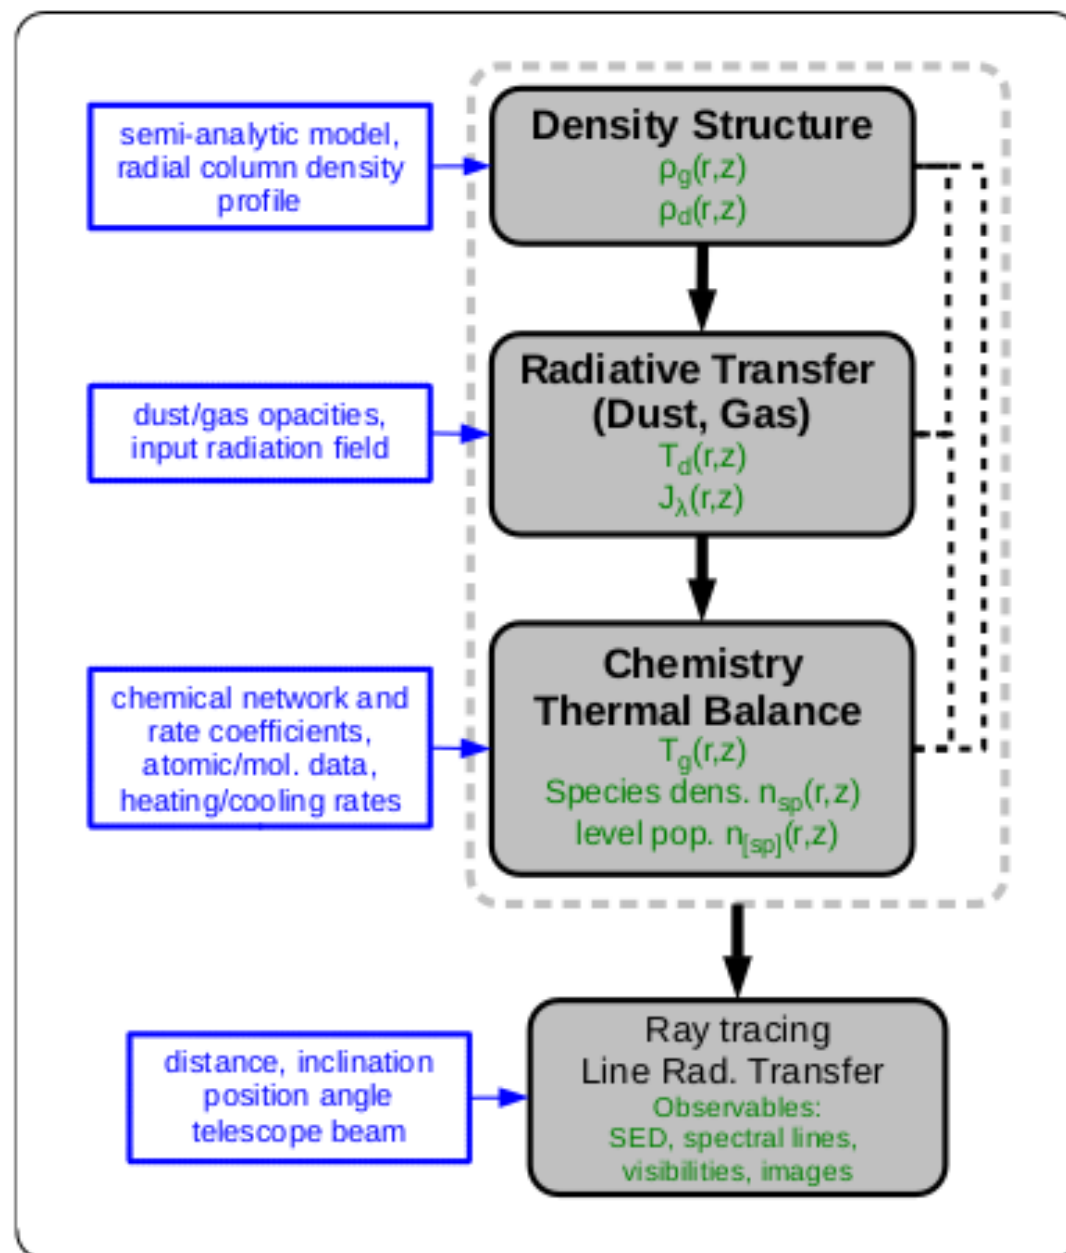 semi-analytic model,
radial column density
profile
Density Structure
ρg(r,z)
ρd(r,z)
dust/gas opacities,
input radiation field
Radiative Transfer
(Dust, Gas)
Td(r,z)
Jλ(r,z)
chemical network and
rate coefficients,
atomic/mol. data,
heating/cooling rates
Chemistry
Thermal Balance
Tg(r,z)
Species dens. nsp(r,z)
level pop. n[sp](r,z)
distance, inclination
position angle
telescope beam
Ray tracing
Line Rad. Transfer
Observables:
SED, spectral lines,
visibilities, images